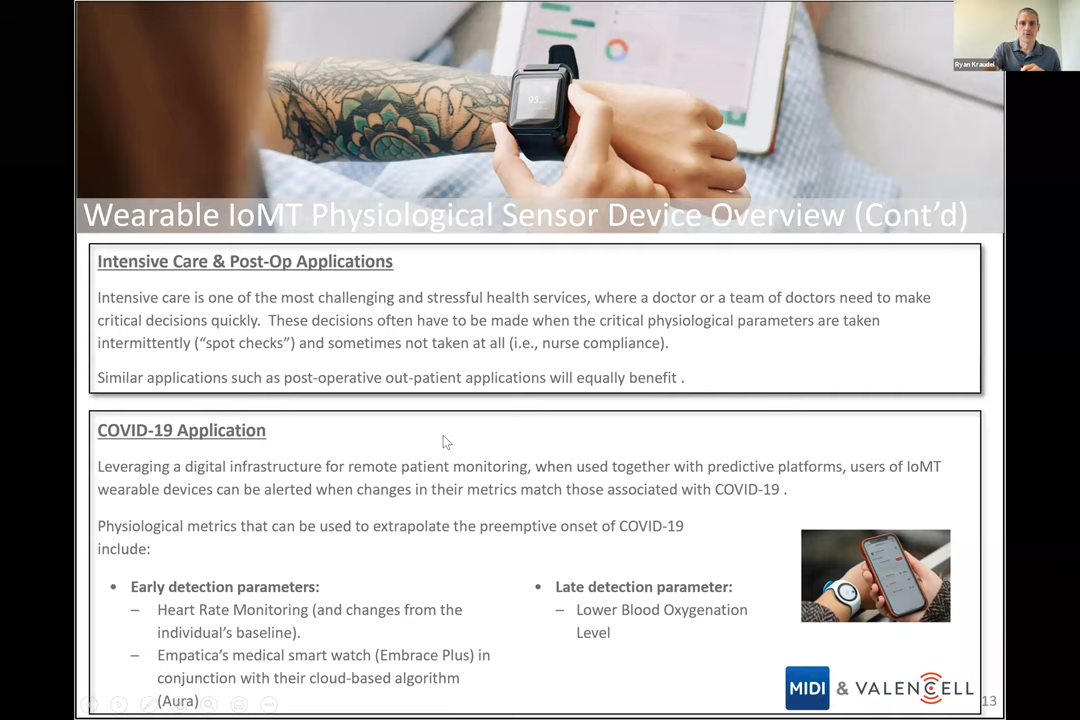 Ryan Kraudel
95
Wearable IoMT Physiological Sensor Device Overview (Cont’d)
Intensive Care & Post-Op Applications
Intensive care is one of the most challenging and stressful health services, where a doctor or a team of doctors need to make
critical decisions quickly.  These decisions often have to be made when the critical physiological parameters are taken
intermittently (“spot checks”) and sometimes not taken at all (i.e., nurse compliance).
Similar applications such as post-operative out-patient applications will equally benefit .
COVID-19 Application
Leveraging a digital infrastructure for remote patient monitoring, when used together with predictive platforms, users of IoMT
wearable devices can be alerted when changes in their metrics match those associated with COVID-19 .
Physiological metrics that can be used to extrapolate the preemptive onset of COVID-19
include:
• Early detection parameters:
– Heart Rate Monitoring (and changes from the
individual’s baseline).
– Empatica’s medical smart watch (Embrace Plus) in
conjunction with their cloud-based algorithm
(Aura)
• Late detection parameter:
– Lower Blood Oxygenation
Level
MIDI & VALENCELL
13